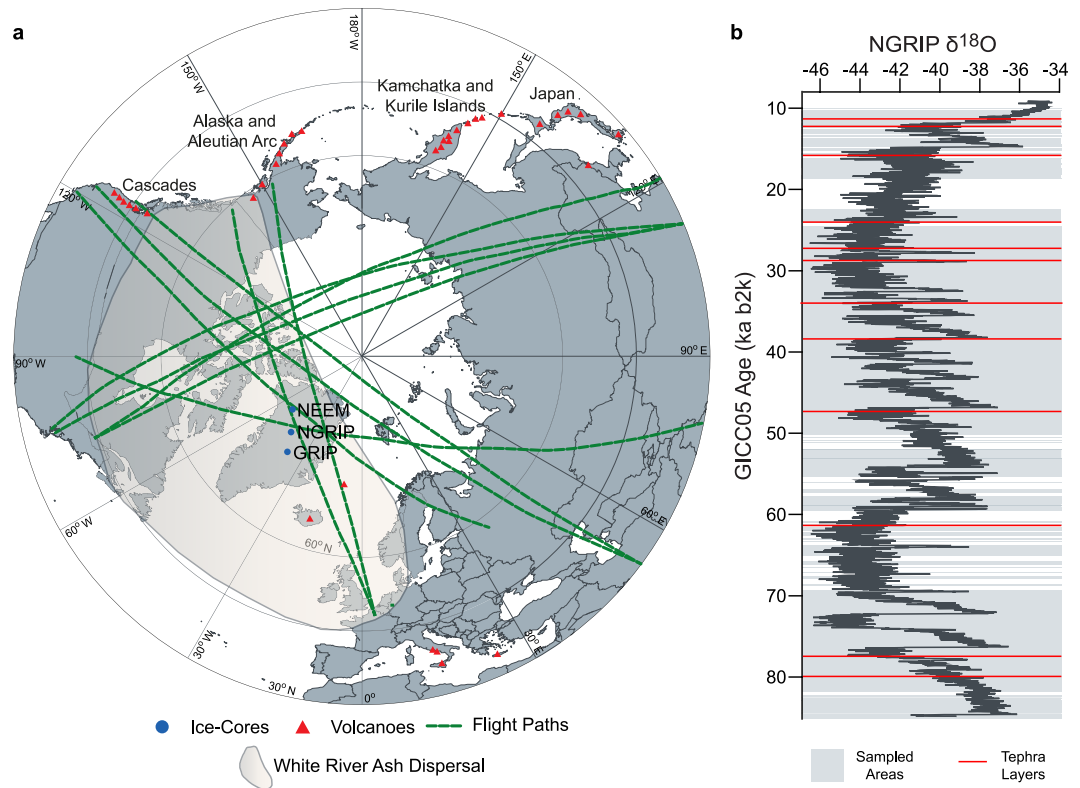 a
180° W
150° W
150° E
Kamchatka and
Kurile Islands
Japan
Alaska and
Aleutian Arc
Cascades
120° W
120° E
90° W
90° E
NEEM
NGRIP
GRIP
60° W
60° E
60° N
30° W
30° E
30° N
0°
Ice-Cores
Volcanoes
Flight Paths
White River Ash Dispersal
b
NGRIP δ18O
-46 -44 -42 -40 -38 -36 -34
GICC05 Age (ka b2k)
10
20
30
40
50
60
70
80
Sampled
Areas
Tephra
Layers